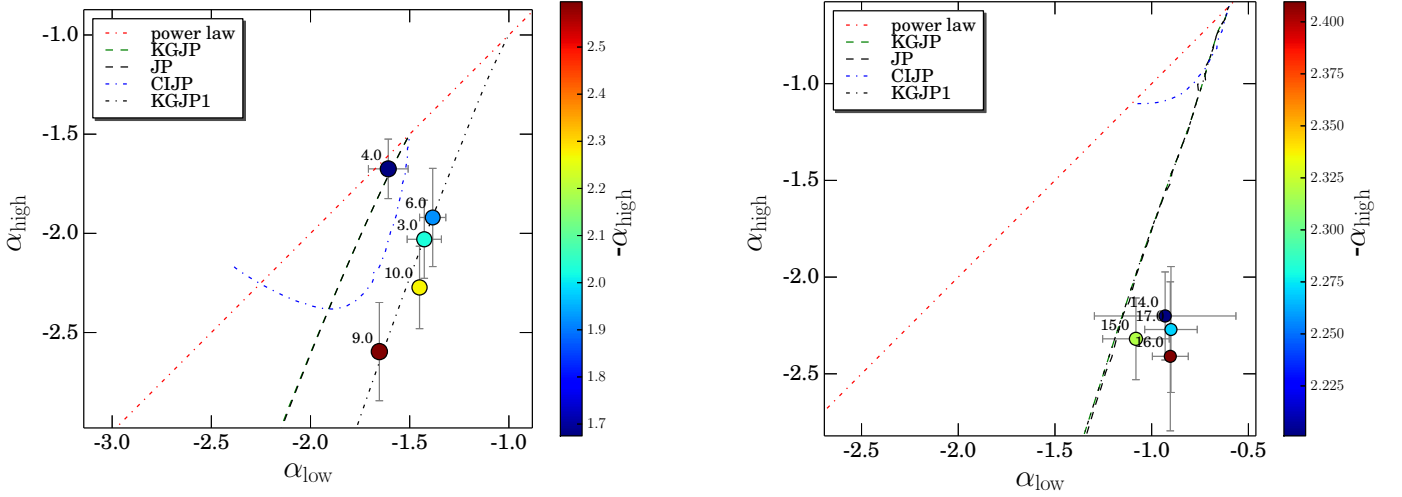 power law
KGJP
JP
CIJP
KGJP1
-1.0
-1.5
-2.0
-2.5
α_high
4.0
6.0
3.0
10.0
9.0
-3.0 -2.5 -2.0 -1.5 -1.0
α_low
2.5
2.4
2.3
2.2
2.1
2.0
1.9
1.8
1.7
-α_high
power law
KGJP
JP
CIJP
KGJP1
-1.0
-1.5
-2.0
-2.5
α_high
14.0
17.0
15.0
16.0
-2.5 -2.0 -1.5 -1.0 -0.5
α_low
2.400
2.375
2.350
2.325
2.300
2.275
2.250
2.225
-α_high